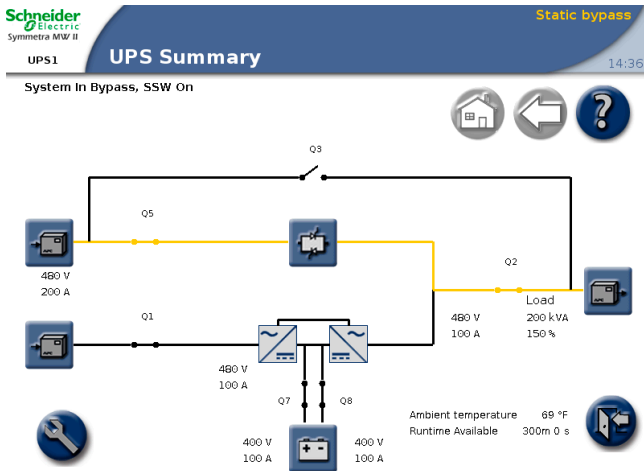 Schneider
Electric
Symmetra MW II
Static bypass
UPS1
UPS Summary
14:36
System In Bypass, SSW On
?
Q3
Q5
480 V
200 A
Q2
Load
480 V
200 kVA
100 A
150 %
Q1
480 V
100 A
Q7
Q8
Ambient temperature 69 °F
Runtime Available 300m 0 s
400 V
100 A
400 V
100 A